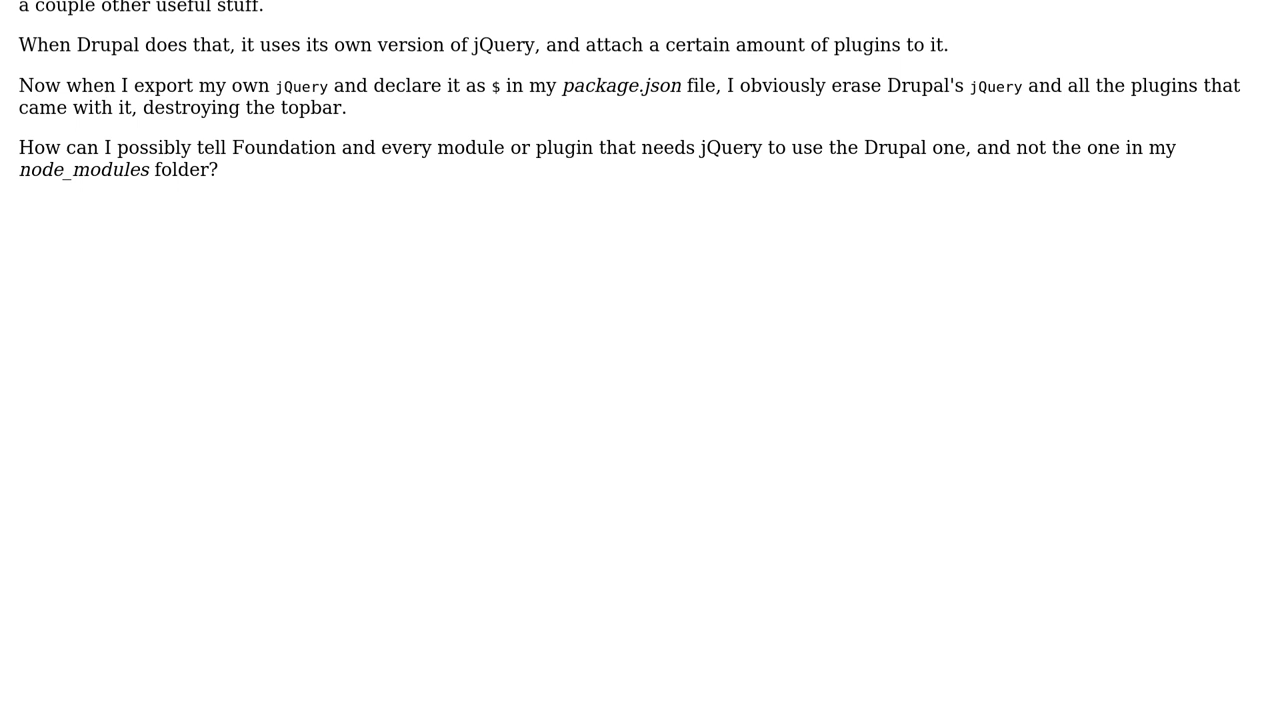 a couple other useful stuff.
When Drupal does that, it uses its own version of jQuery, and attach a certain amount of plugins to it.
Now when I export my own jQuery and declare it as $ in my package.json file, I obviously erase Drupal's jQuery and all the plugins that
came with it, destroying the topbar.
How can I possibly tell Foundation and every module or plugin that needs jQuery to use the Drupal one, and not the one in my
node_modules folder?